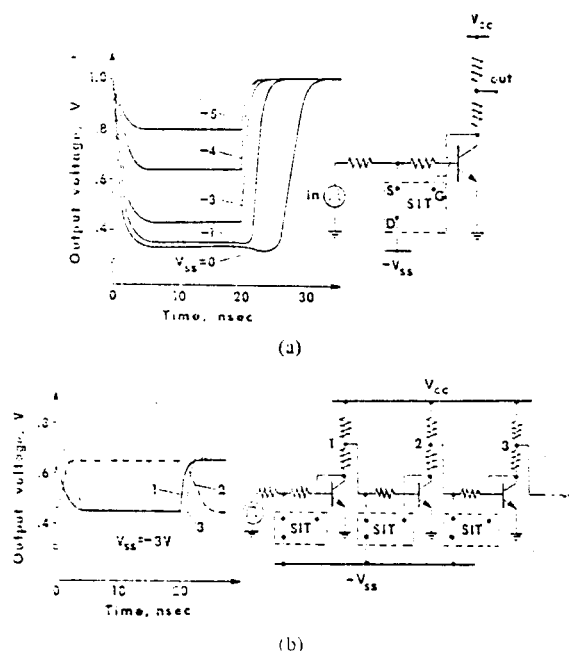 Output voltage, V
1.0
.8
.6
.4
-5
-4
-3
-1
V_ss=0
0
10
20
30
Time, nsec
V_cc
out
in
S
SIT
G
D
-V_ss
(a)
Output voltage, V
.8
.6
.4
1
2
3
V_ss=-3V
0
20
Time, nsec
V_cc
1
2
3
SIT
SIT
SIT
-V_ss
(b)